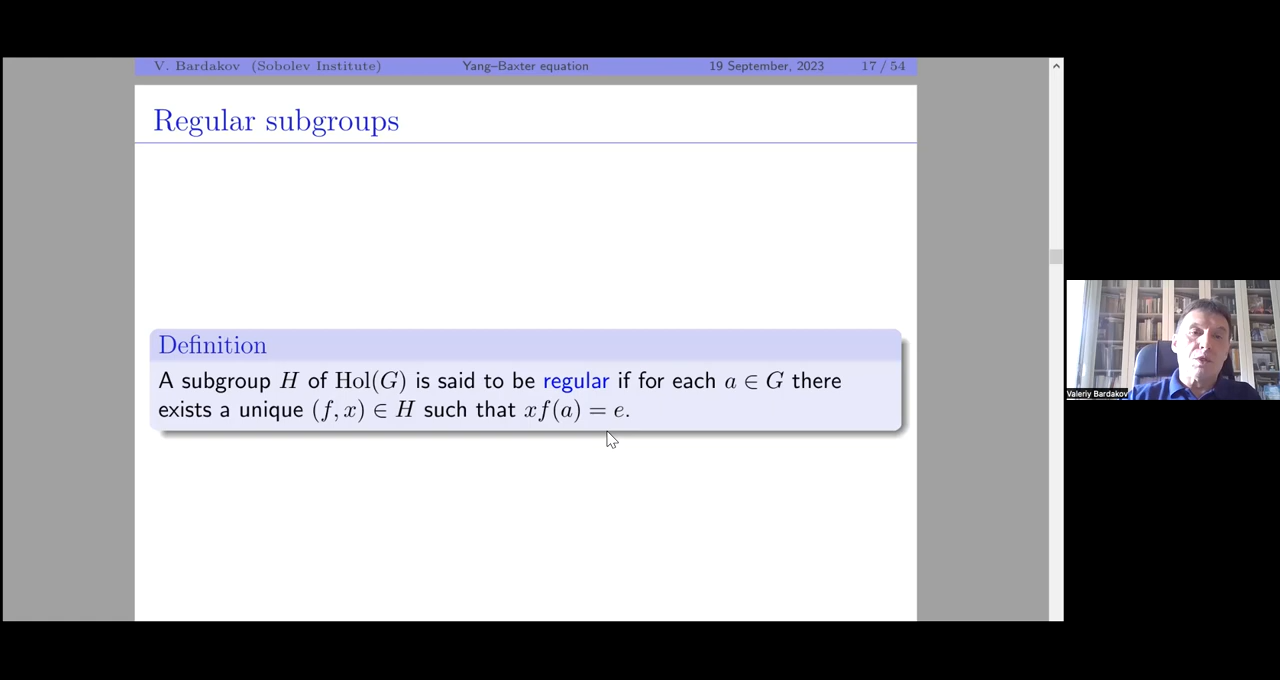 V. Bardakov (Sobolev Institute) Yang–Baxter equation 19 September, 2023 17 / 54
Regular subgroups
Definition
A subgroup H of Hol(G) is said to be regular if for each a ∈ G there
exists a unique (f, x) ∈ H such that xf(a) = e.
Valeriy Bardakov